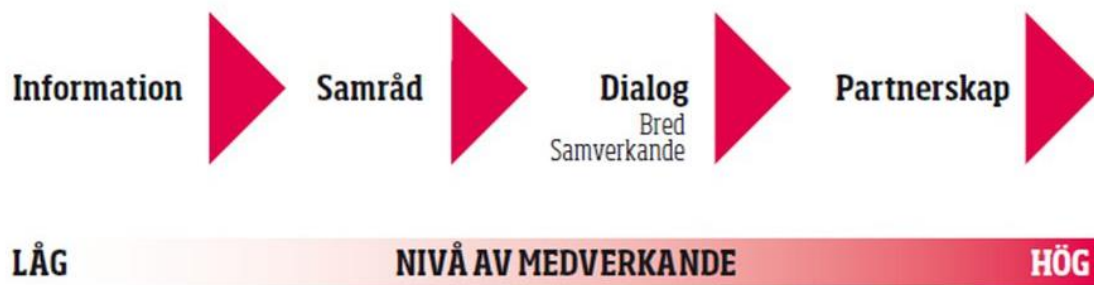 Information
Samråd
Dialog
Bred
Samverkande
Partnerskap
LÅG
NIVÅ AV MEDVERKANDE
HÖG